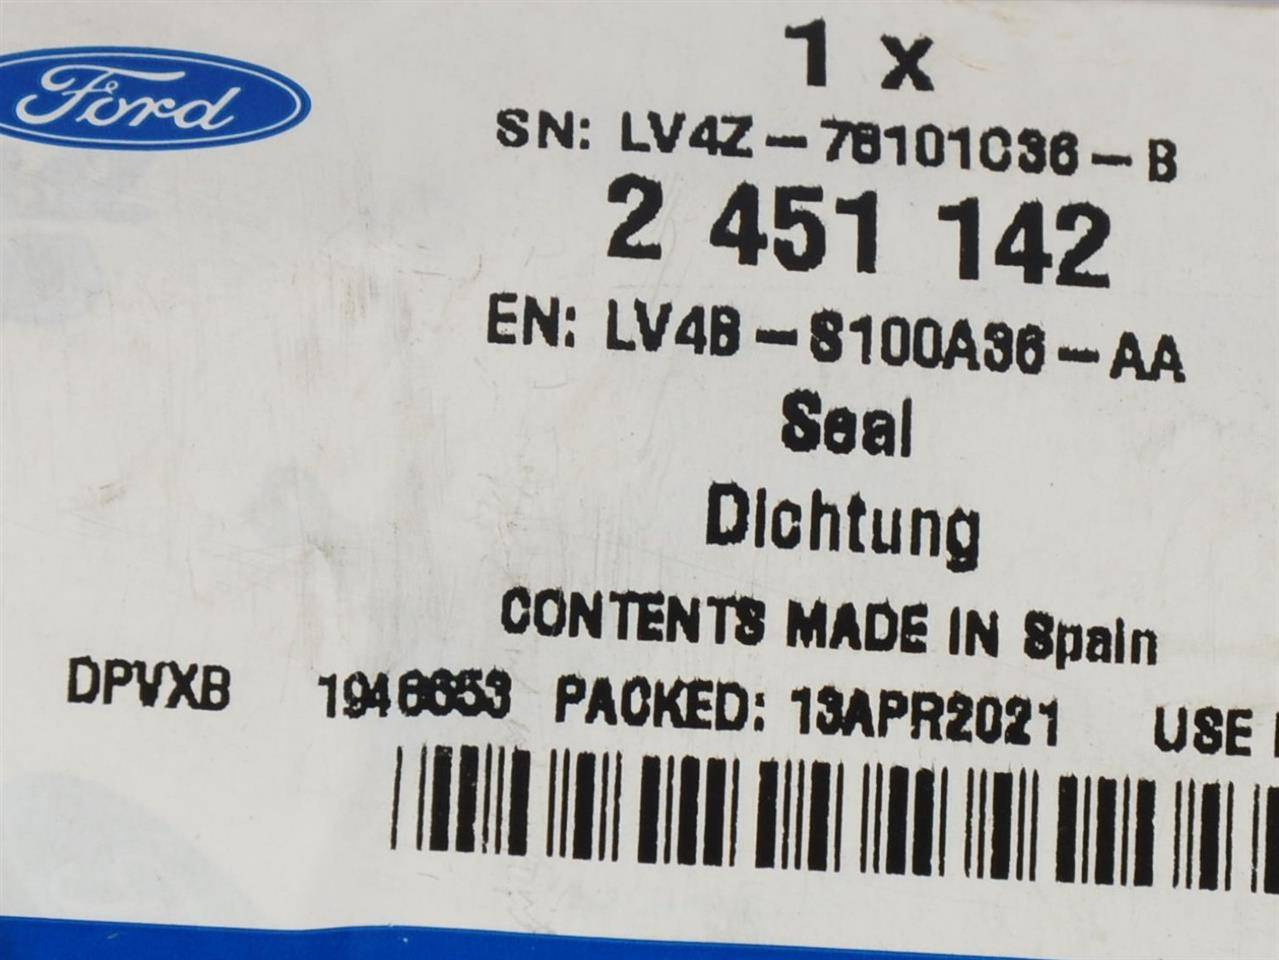 Ford
1 x
SN: LV4Z-78101C36-B
2 451 142
EN: LV4B-S100A36-AA
Seal
Dichtung
CONTENTS MADE IN Spain
DPVXB 1946653 PACKED: 13APR2021 USE